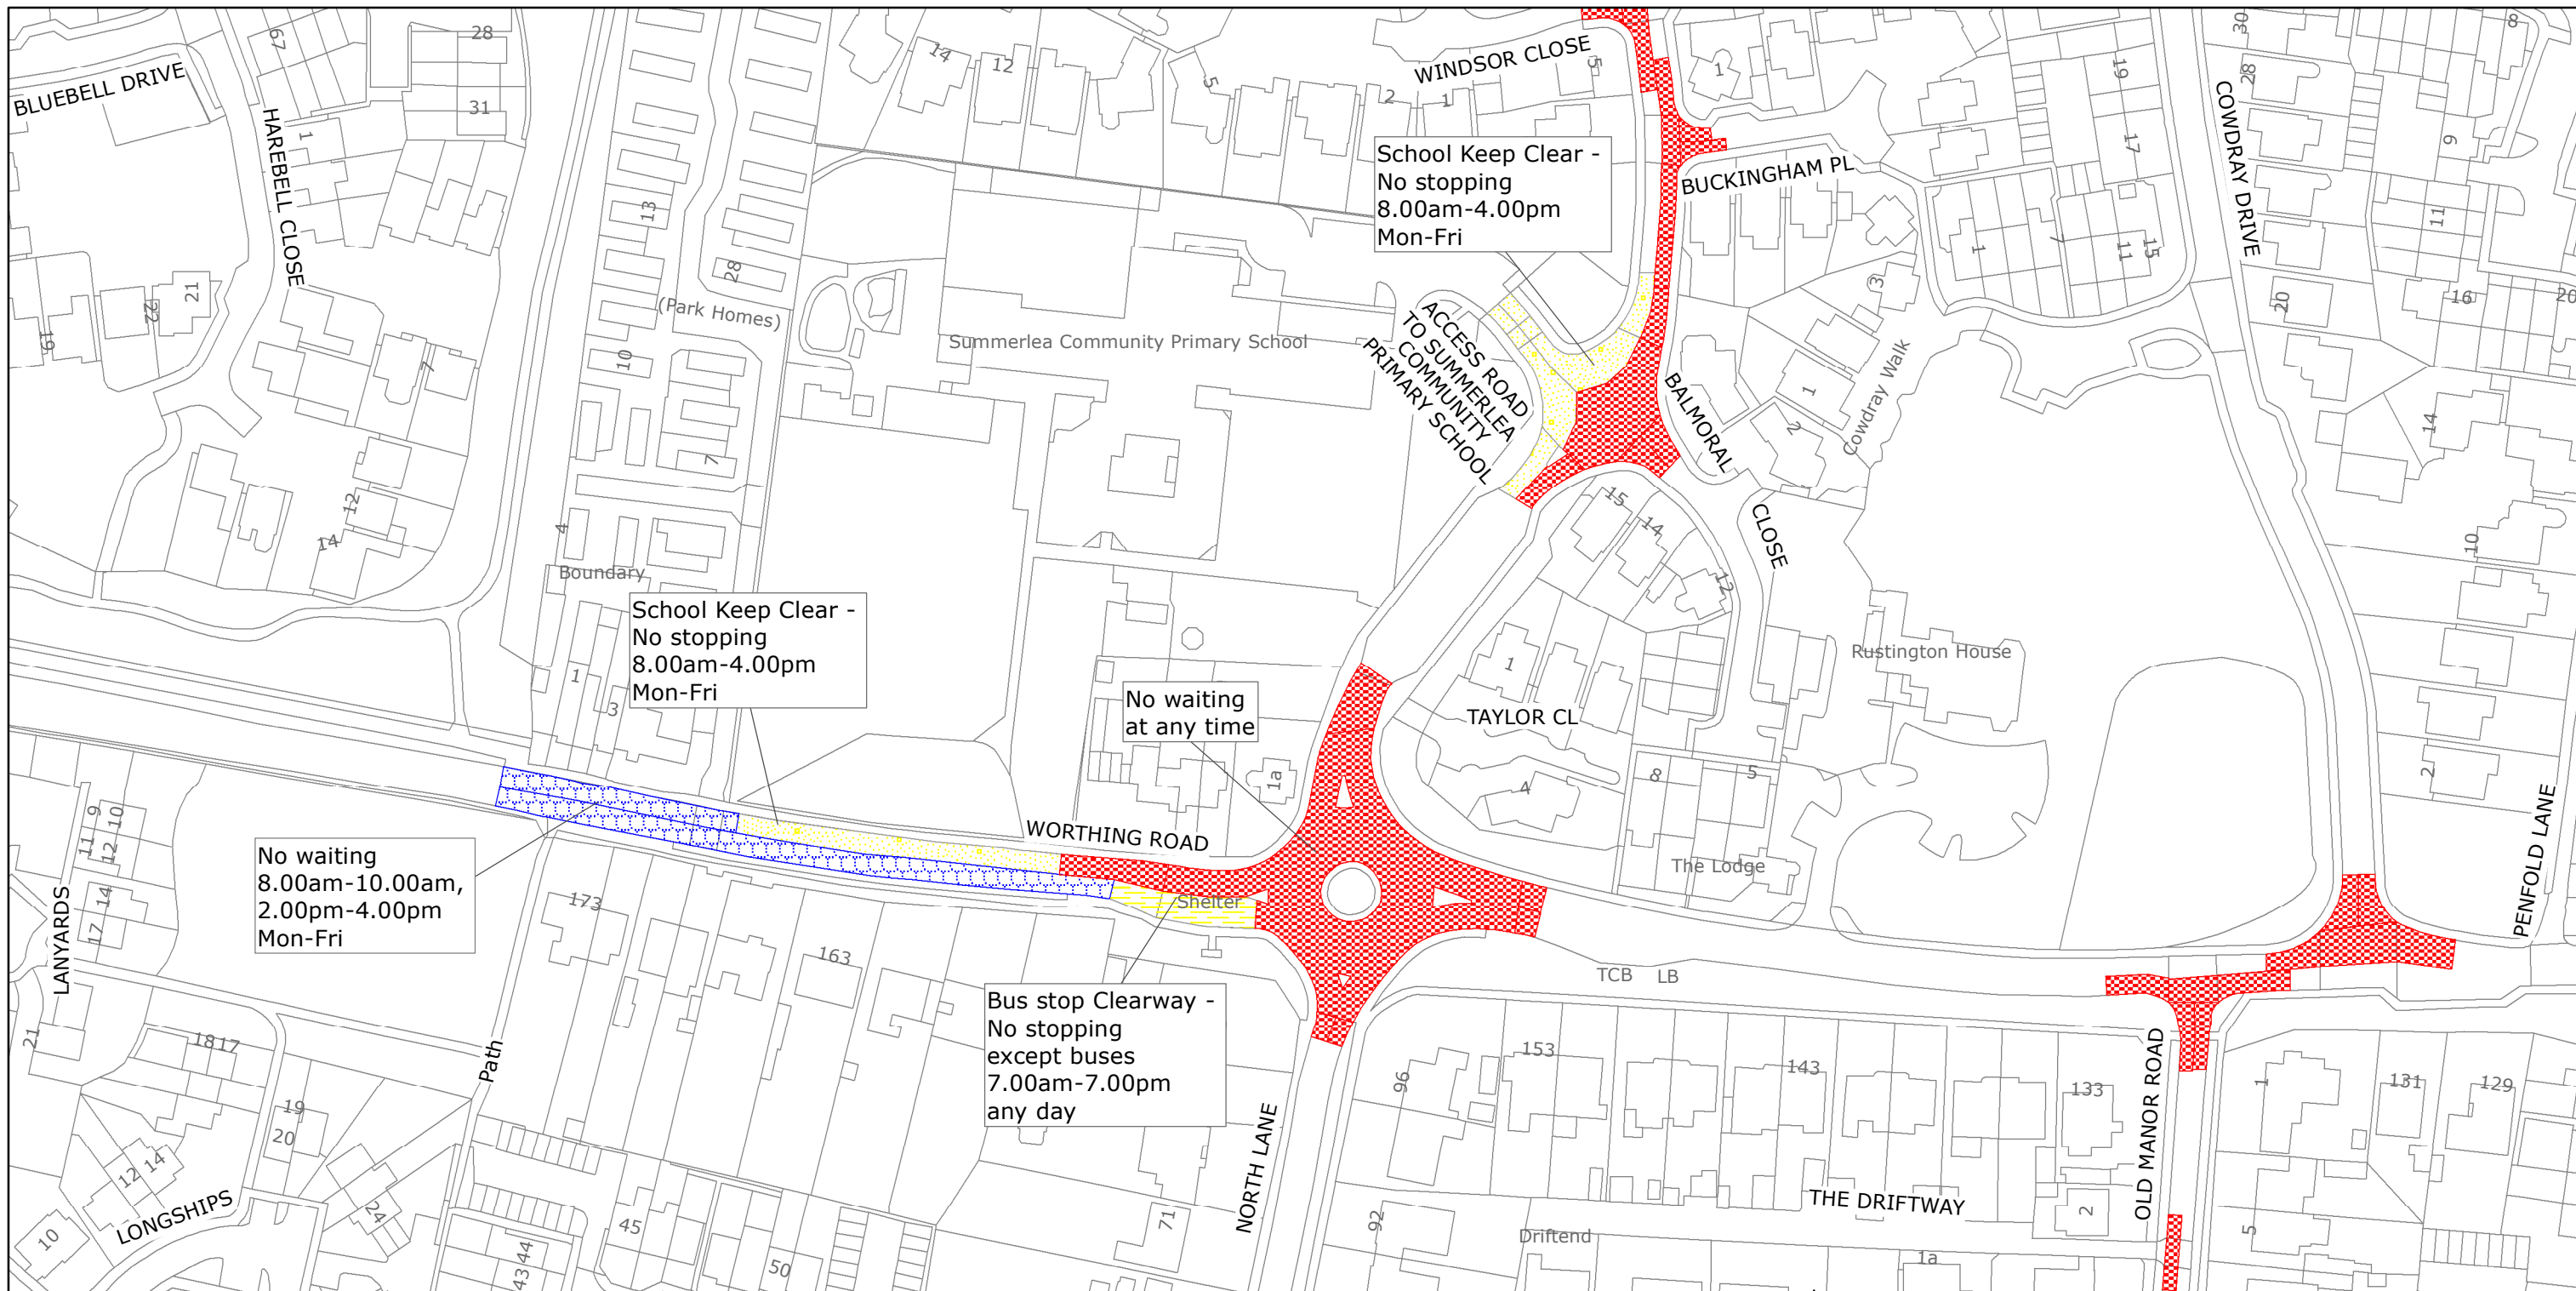 BLUEBELL DRIVE
67
28
31
HAREBELL CLOSE
1
14
12
5
2
1
WINDSOR CLOSE
5
1
School Keep Clear -
No stopping
8.00am-4.00pm
Mon-Fri
BUCKINGHAM PL
19
17
COWDRAY DRIVE
30
28
8
9
11
13
28
(Park Homes)
10
7
21
22
19
7
12
14
Summerlea Community Primary School
ACCESS ROAD
TO SUMMERLEA
COMMUNITY
PRIMARY SCHOOL
BALMORAL
CLOSE
3
1
2
Cowdray Walk
1
7
11
15
20
16
20
14
10
2
4
Boundary
1
3
School Keep Clear -
No stopping
8.00am-4.00pm
Mon-Fri
No waiting
at any time
1a
15
14
12
1
TAYLOR CL
4
8
5
Rustington House
The Lodge
PENFOLD LANE
WORTHING ROAD
Shelter
No waiting
8.00am-10.00am,
2.00pm-4.00pm
Mon-Fri
9
10
11
12
14
17
LANYARDS
21
1817
19
20
12
14
10
LONGSHIPS
24
Path
173
163
Bus stop Clearway -
No stopping
except buses
7.00am-7.00pm
any day
TCB
LB
NORTH LANE
96
153
143
133
OLD MANOR ROAD
1
131
129
THE DRIFTWAY
2
5
92
Driftend
1a
71
45
50
44
43